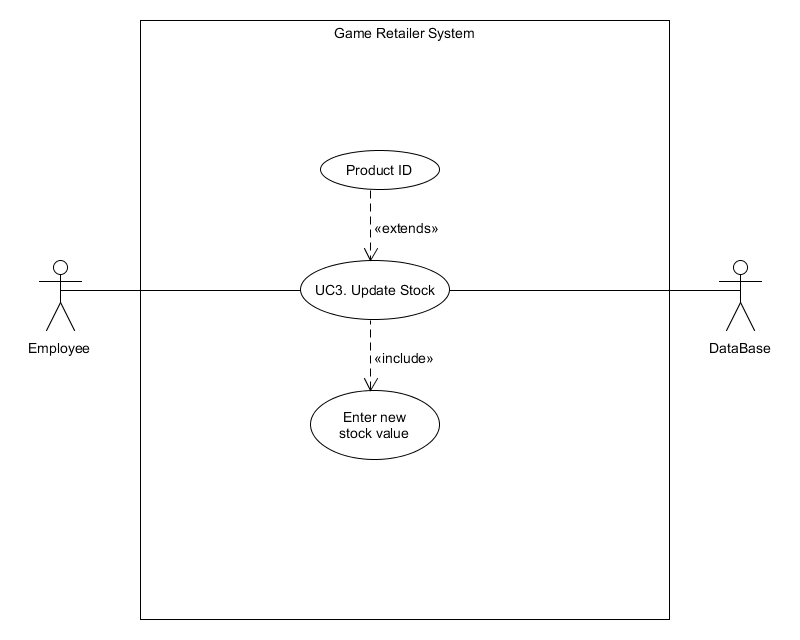 Game Retailer System
Product ID
«extends»
UC3. Update Stock
Employee
DataBase
«include»
Enter new
stock value